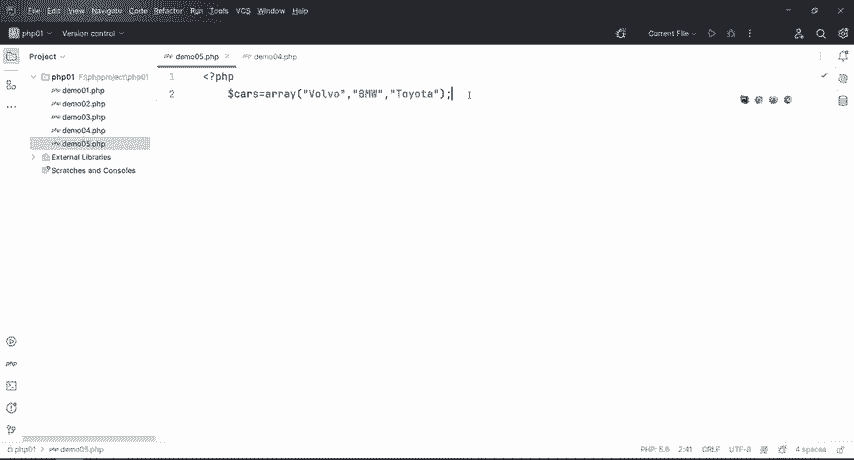 File Edit View Navigate Code Refactor Run Tools VCS Window Help
php01 Version control Current File
Project
demo05.php demo04.php
php01 F:\phpproject\php01
demo01.php
demo02.php
demo03.php
demo04.php
demo05.php
External Libraries
Scratches and Consoles
1 <?php
2 $cars=array("Volvo","BMW","Toyota");
php
php01 > demo05.php PHP: 5.6 2:41 CRLF UTF-8 4 spaces